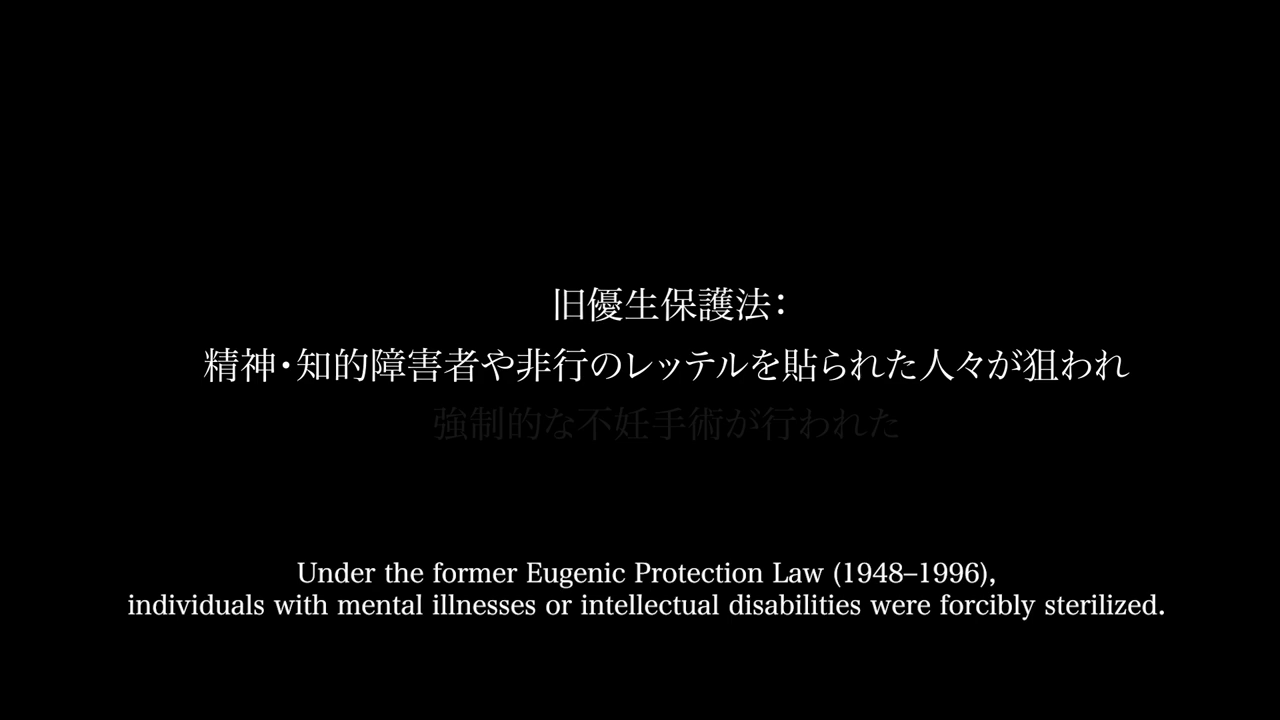 旧優生保護法：
精神・知的障害者や非行のレッテルを貼られた人々が狙われ
強制的な不妊手術が行われた
Under the former Eugenic Protection Law (1948–1996),
individuals with mental illnesses or intellectual disabilities were forcibly sterilized.